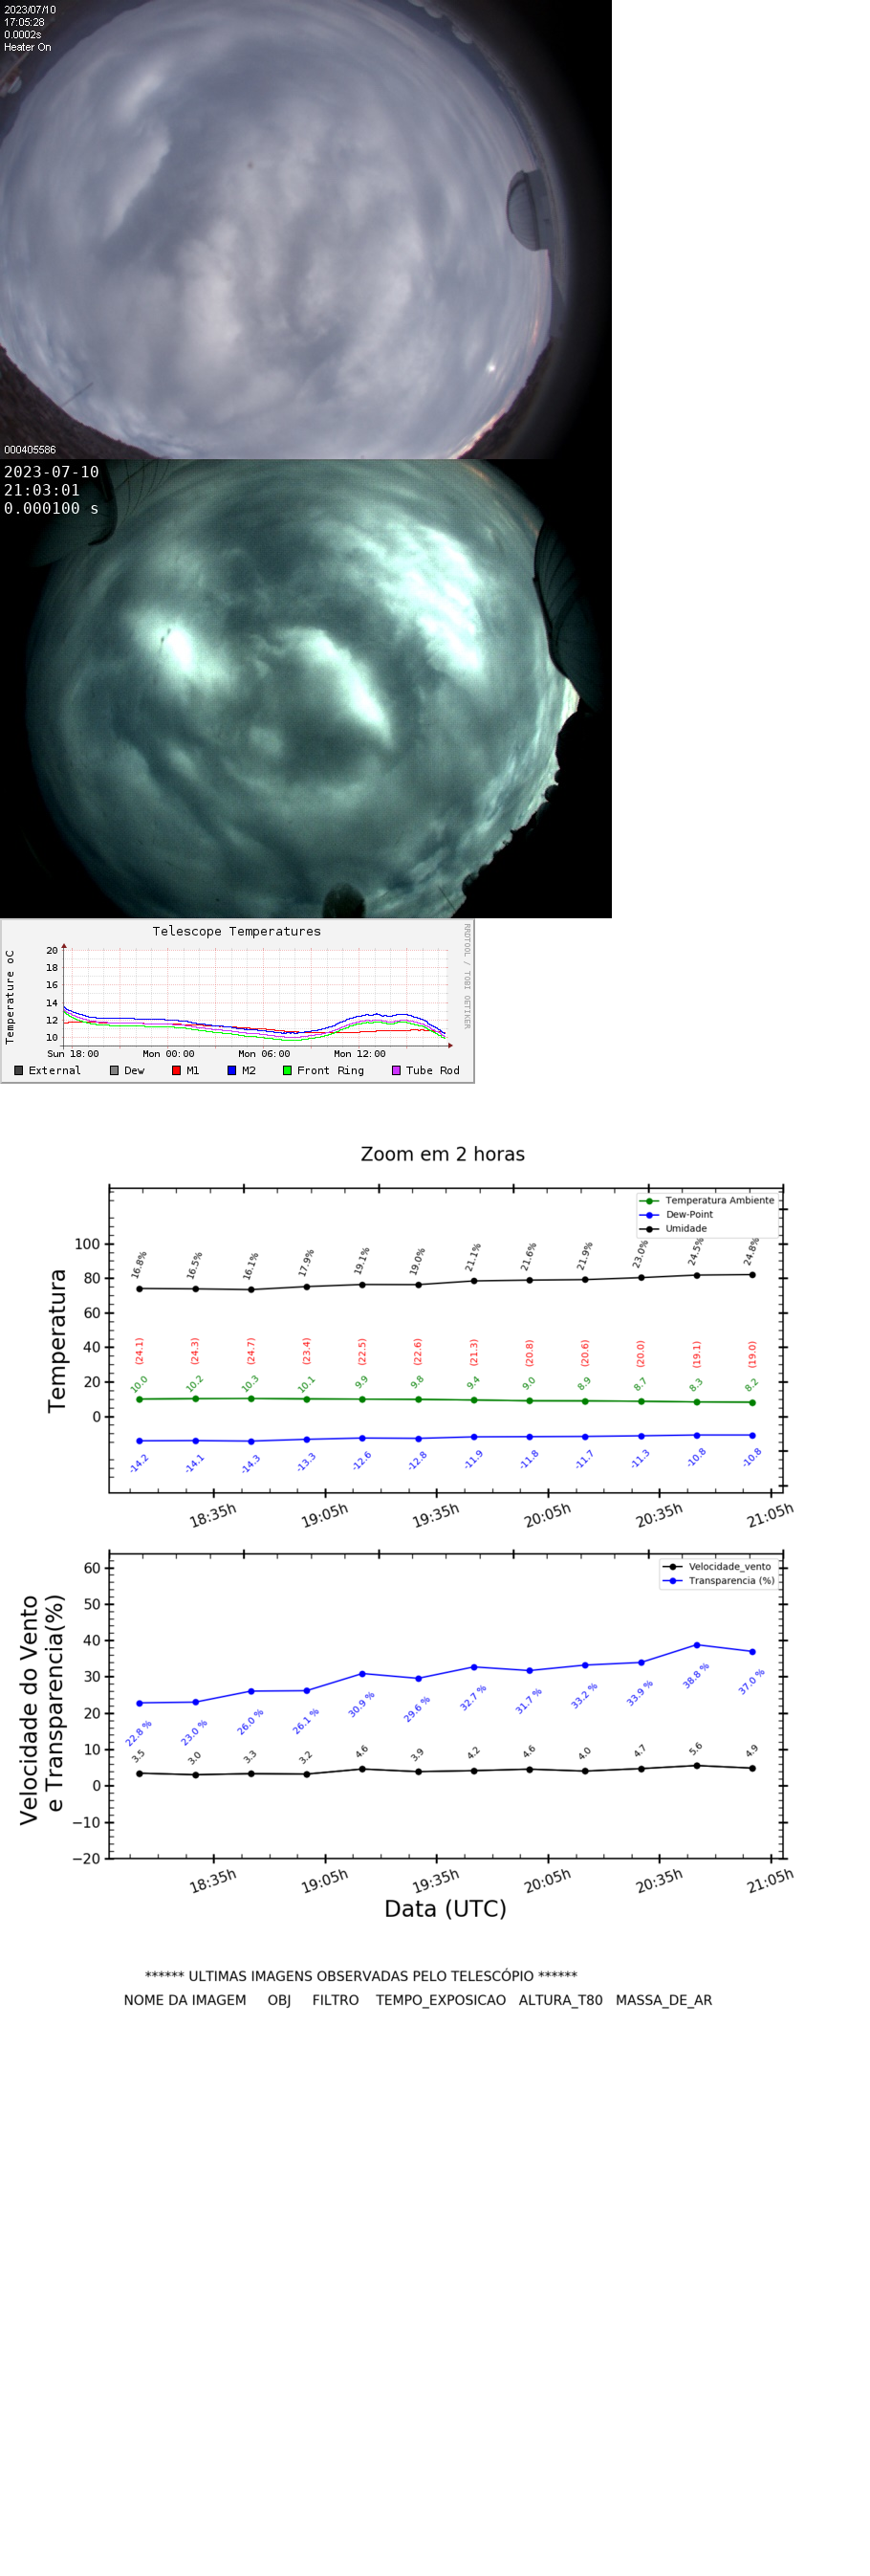 2023/07/10
17:05:28
0.0002s
Heater On
000405586
2023-07-10
21:03:01
0.000100 s
Telescope Temperatures
RRDTOOL / TOBI OETIKER
Temperature oC
20
18
16
14
12
10
Sun 18:00 Mon 00:00 Mon 06:00 Mon 12:00
External Dew M1 M2 Front Ring Tube Rod
Zoom em 2 horas
Temperatura
Temperatura Ambiente
Dew-Point
Umidade
100
80
60
40
20
0
16.8% 16.5% 16.1% 17.9% 19.1% 19.0% 21.1% 21.6% 21.9% 23.0% 24.5% 24.8%
(24.1) (24.3) (24.7) (23.4) (22.5) (22.6) (21.3) (20.8) (20.6) (20.0) (19.1) (19.0)
10.0 10.2 10.3 10.1 9.9 9.8 9.4 9.0 8.9 8.7 8.3 8.2
-14.2 -14.1 -14.3 -13.3 -12.6 -12.8 -11.9 -11.8 -11.7 -11.3 -10.8 -10.8
18:35h 19:05h 19:35h 20:05h 20:35h 21:05h
Velocidade do Vento
e Transparencia(%)
Velocidade_vento
Transparencia (%)
60
50
40
30
20
10
0
−10
−20
22.8 % 23.0 % 26.0 % 26.1 % 30.9 % 29.6 % 32.7 % 31.7 % 33.2 % 33.9 % 38.8 % 37.0 %
3.5 3.0 3.3 3.2 4.6 3.9 4.2 4.6 4.0 4.7 5.6 4.9
18:35h 19:05h 19:35h 20:05h 20:35h 21:05h
Data (UTC)
****** ULTIMAS IMAGENS OBSERVADAS PELO TELESCÓPIO ******
NOME DA IMAGEM OBJ FILTRO TEMPO_EXPOSICAO ALTURA_T80 MASSA_DE_AR